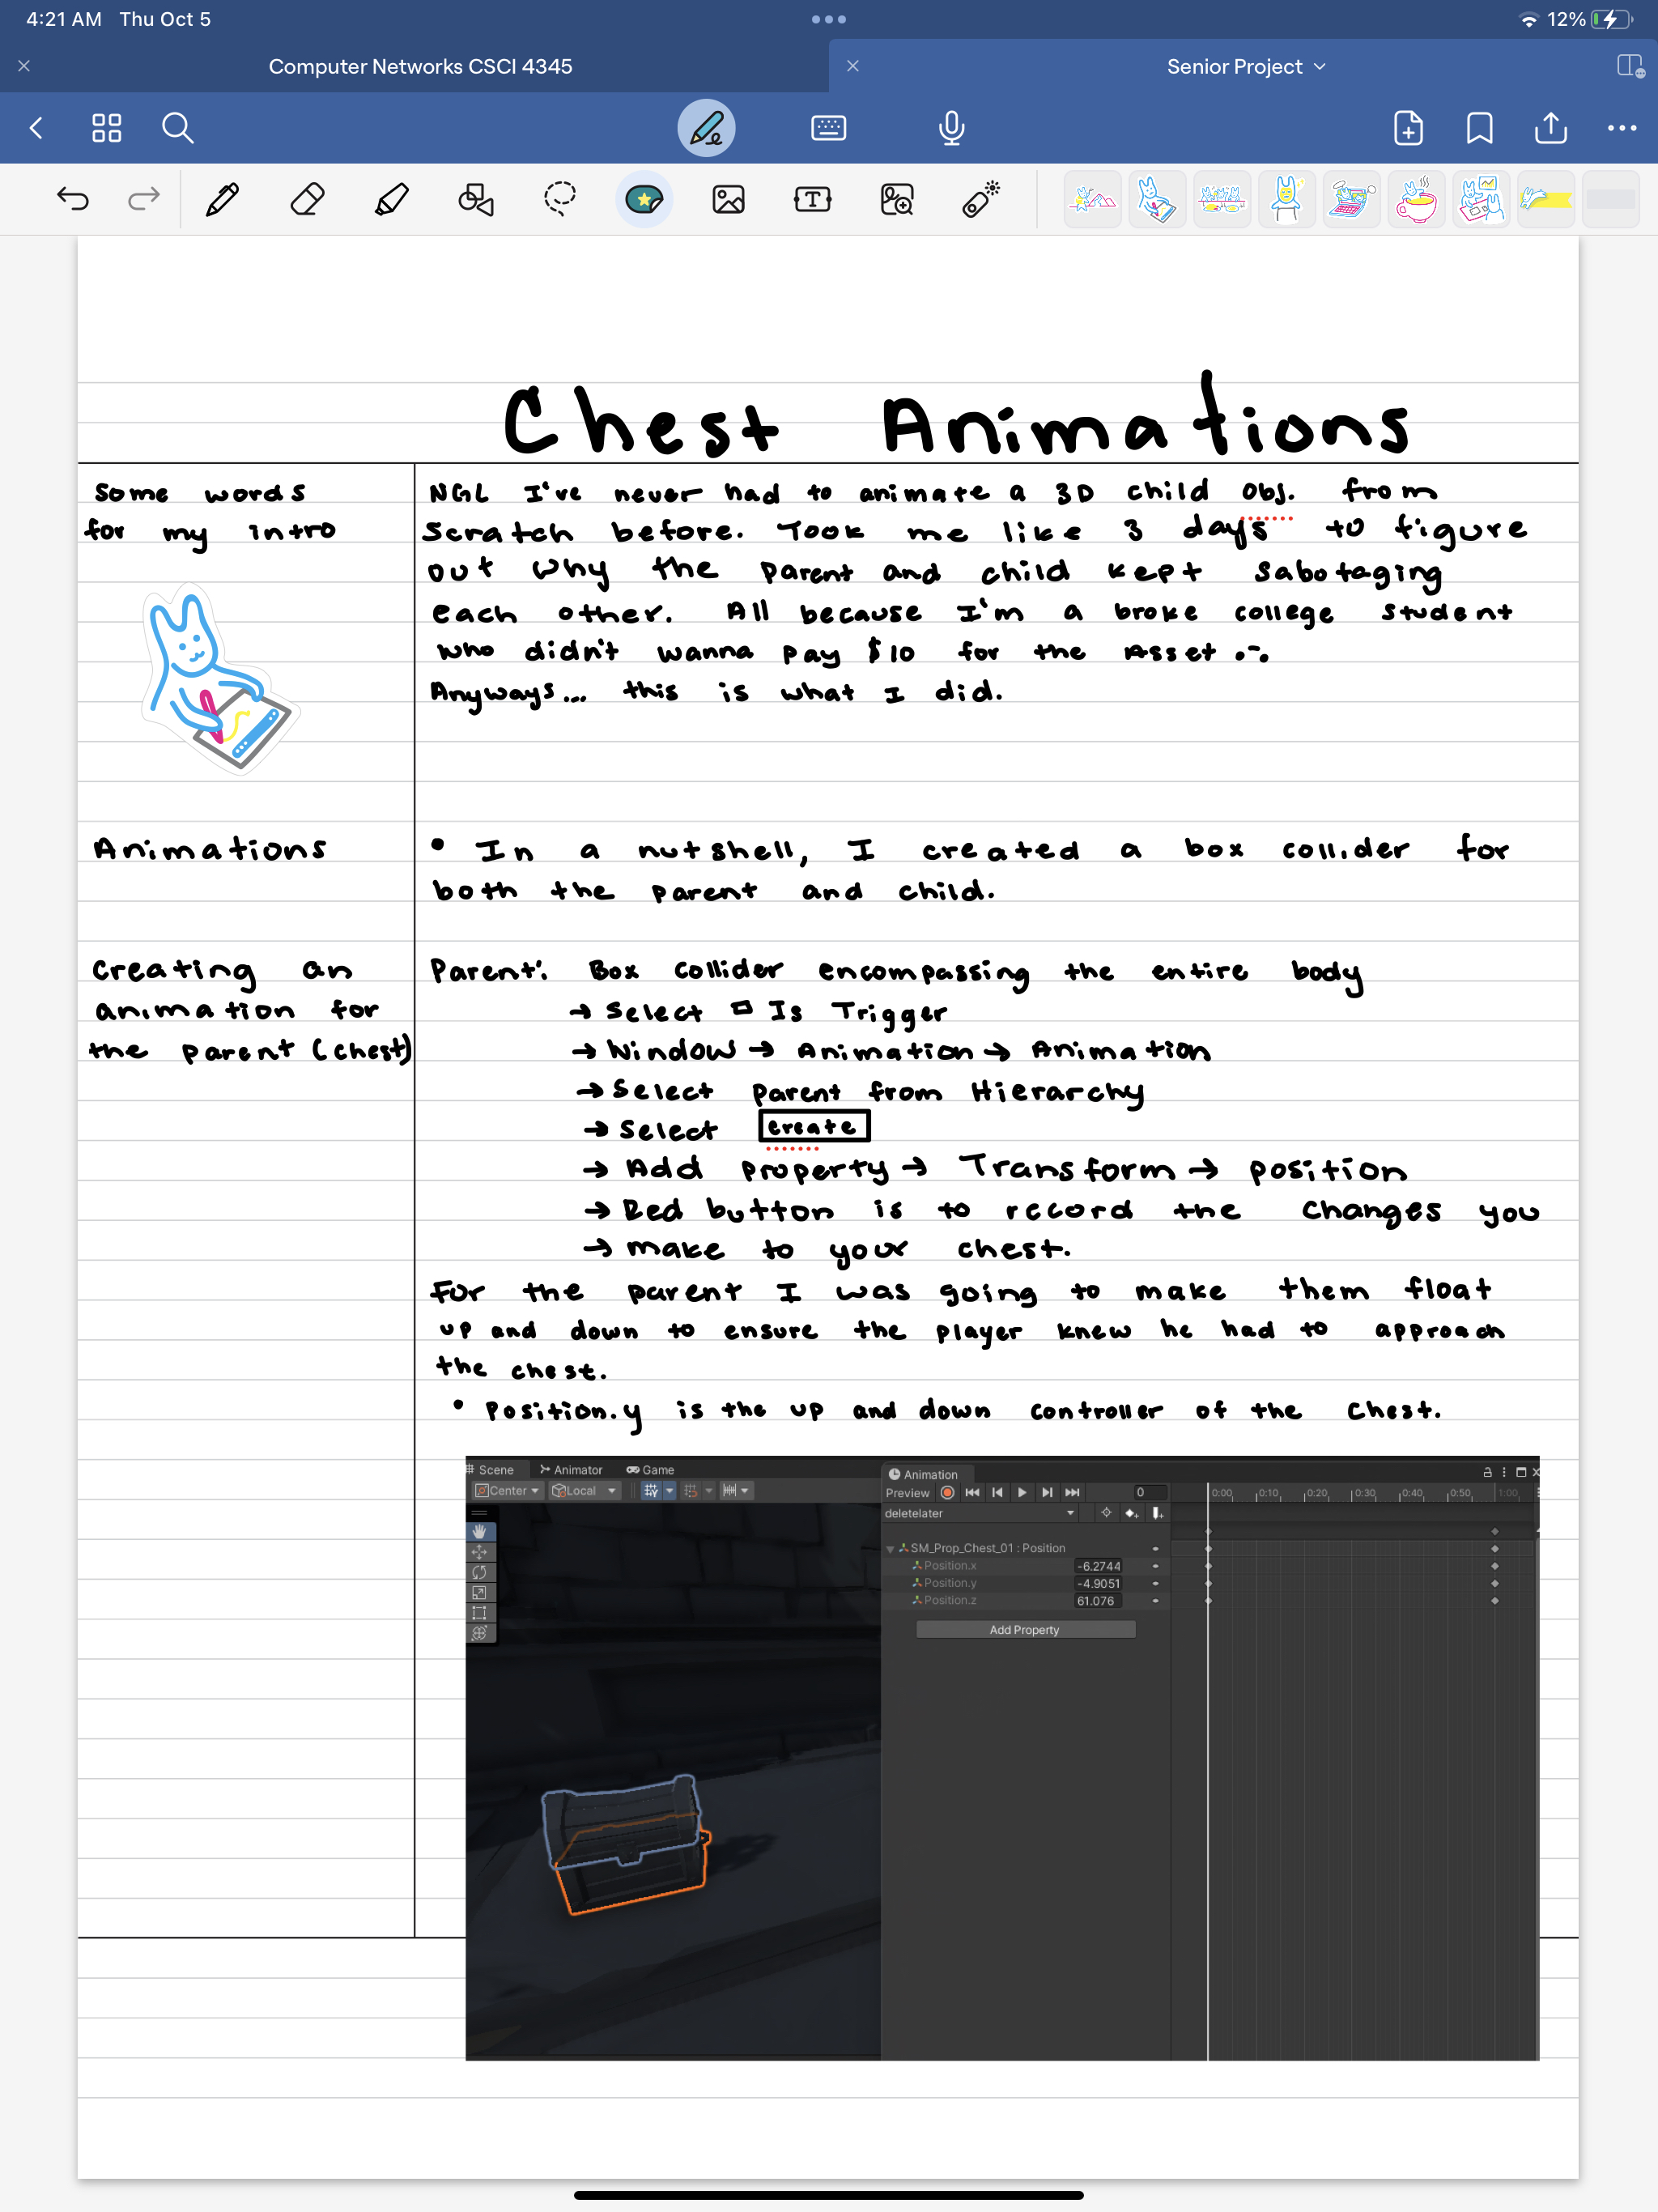 4:21 AM Thu Oct 5
12%
Computer Networks CSCI 4345
Senior Project
Chest Animations
Some words
for my intro
NGL I've never had to animate a 3D child obj. from
scratch before. Took me like 3 days to figure
out why the parent and child kept sabotaging
each other. All because I'm a broke college student
who didn't wanna pay $10 for the asset
Anyways... this is what I did.
Animations
• In a nutshell, I created a box collider for
both the parent and child.
Creating an
animation for
the parent (chest)
Parent: Box collider encompassing the entire body
→ Select □ Is Trigger
→ Window → Animation → Animation
→ Select parent from Hierarchy
→ Select create
→ Add property → Transform → position
→ Red button is to record the changes you
→ make to your chest.
For the parent I was going to make them float
up and down to ensure the player knew he had to approach
the chest.
• Position.y is the up and down controller of the chest.
Scene Animator Game
Center Local
Animation
Preview 0
0:00 0:10 0:20 0:30 0:40 0:50 1:00
deletelater
SM_Prop_Chest_01 : Position
Position.x -6.2744
Position.y -4.9051
Position.z 61.076
Add Property